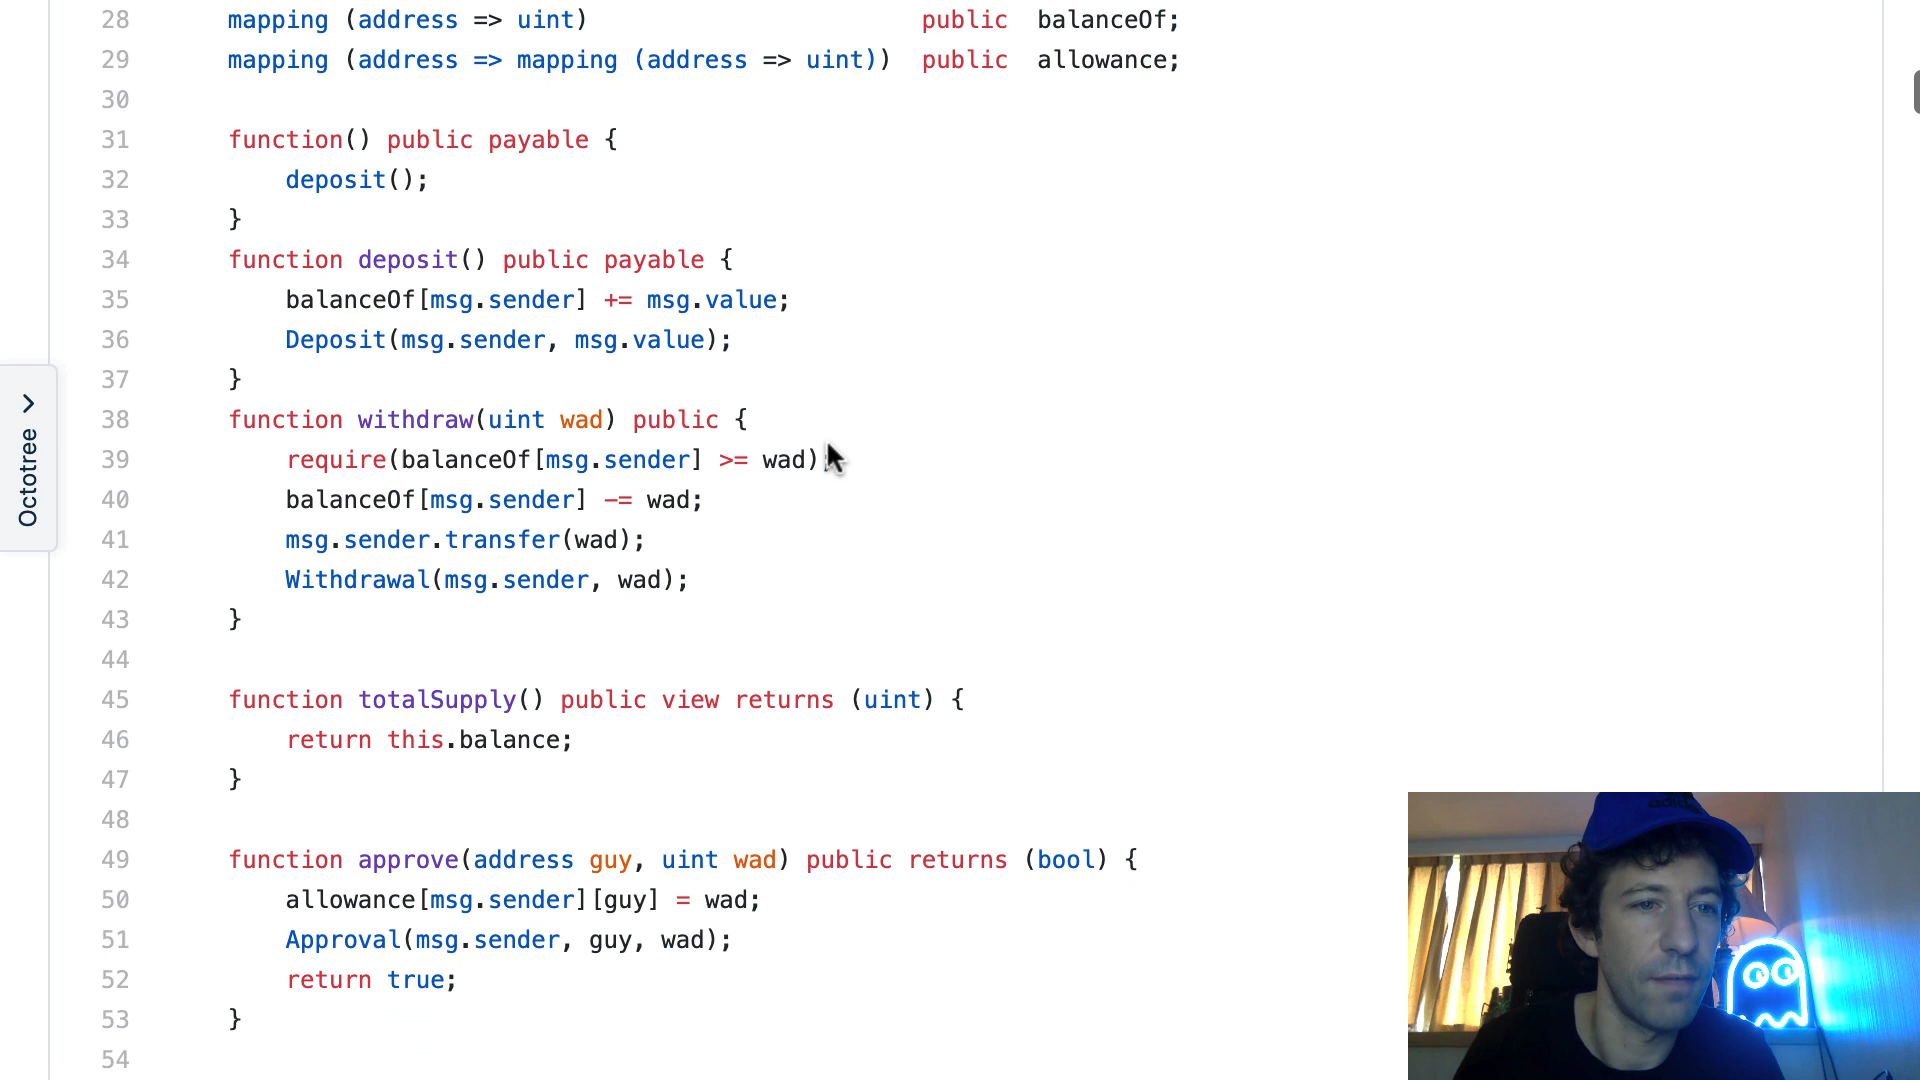 28 mapping (address => uint) public balanceOf;
29 mapping (address => mapping (address => uint)) public allowance;
30
31 function() public payable {
32 deposit();
33 }
34 function deposit() public payable {
35 balanceOf[msg.sender] += msg.value;
36 Deposit(msg.sender, msg.value);
37 }
38 function withdraw(uint wad) public {
39 require(balanceOf[msg.sender] >= wad)
40 balanceOf[msg.sender] -= wad;
41 msg.sender.transfer(wad);
42 Withdrawal(msg.sender, wad);
43 }
44
45 function totalSupply() public view returns (uint) {
46 return this.balance;
47 }
48
49 function approve(address guy, uint wad) public returns (bool) {
50 allowance[msg.sender][guy] = wad;
51 Approval(msg.sender, guy, wad);
52 return true;
53 }
54
Octotree
adidas